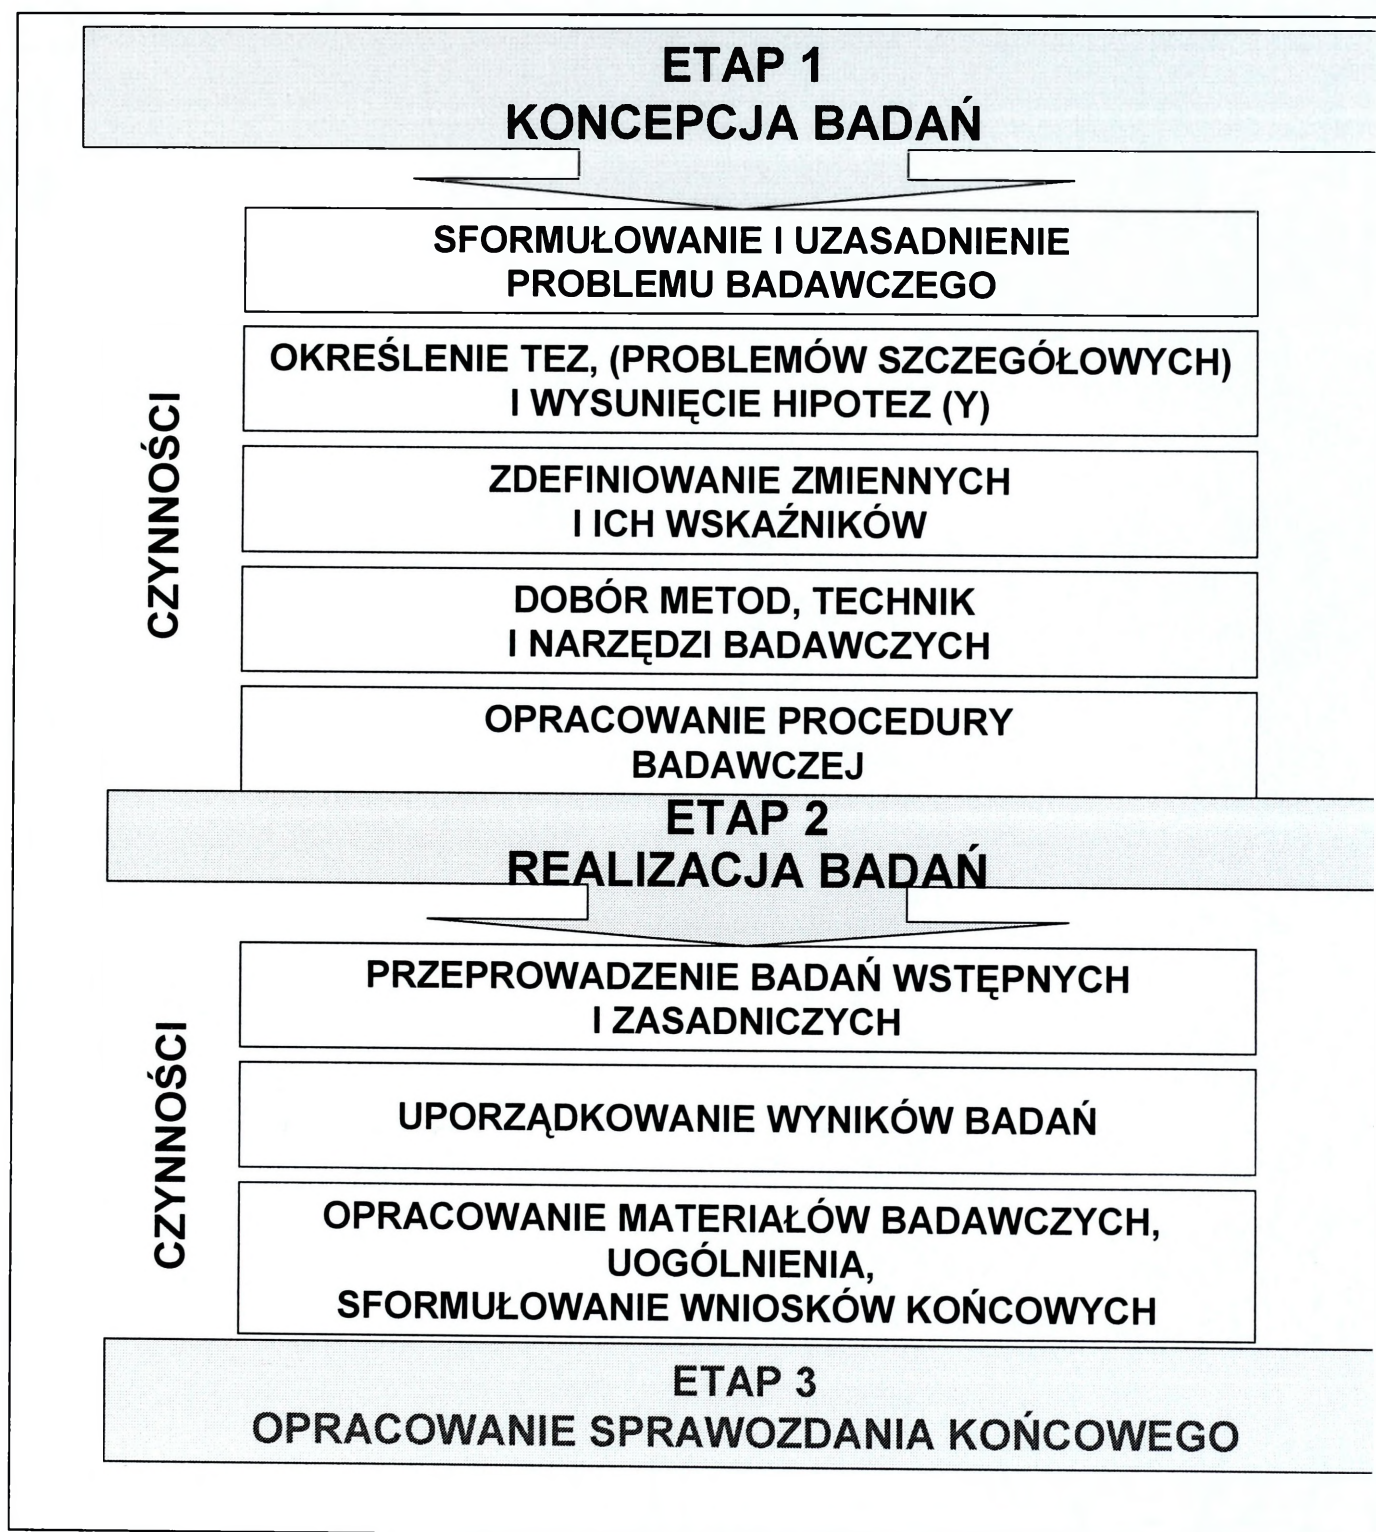 ETAP 1
KONCEPCJA BADAŃ
CZYNNOŚCI
SFORMUŁOWANIE I UZASADNIENIE
PROBLEMU BADAWCZEGO
OKREŚLENIE TEZ, (PROBLEMÓW SZCZEGÓŁOWYCH)
I WYSUNIĘCIE HIPOTEZ (Y)
ZDEFINIOWANIE ZMIENNYCH
I ICH WSKAŹNIKÓW
DOBÓR METOD, TECHNIK
I NARZĘDZI BADAWCZYCH
OPRACOWANIE PROCEDURY
BADAWCZEJ
ETAP 2
REALIZACJA BADAŃ
CZYNNOŚCI
PRZEPROWADZENIE BADAŃ WSTĘPNYCH
I ZASADNICZYCH
UPORZĄDKOWANIE WYNIKÓW BADAŃ
OPRACOWANIE MATERIAŁÓW BADAWCZYCH,
UOGÓLNIENIA,
SFORMUŁOWANIE WNIOSKÓW KOŃCOWYCH
ETAP 3
OPRACOWANIE SPRAWOZDANIA KOŃCOWEGO